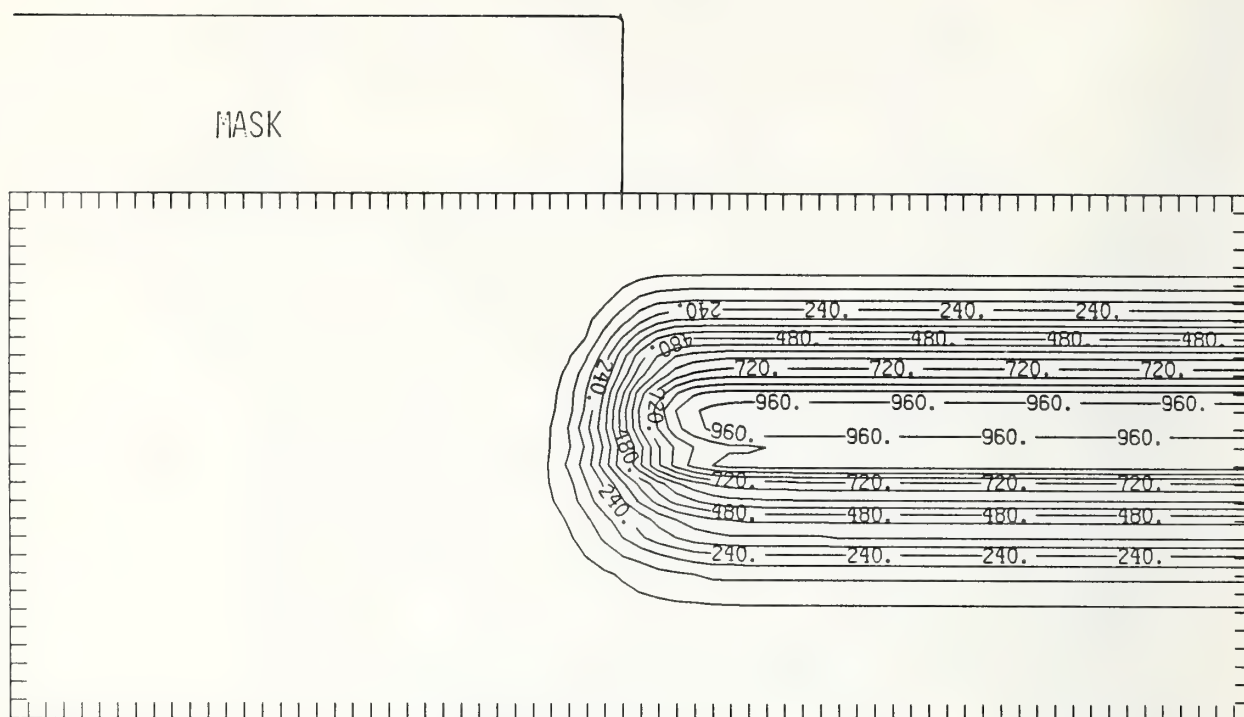 MASK
240. 240. 240. 240.
480. 480. 480. 480. 480.
240. 720. 720. 720. 720.
720. 960. 960. 960. 960.
480. 960. 960. 960. 960.
720. 720. 720. 720.
240. 480. 480. 480. 480.
240. 240. 240. 240.